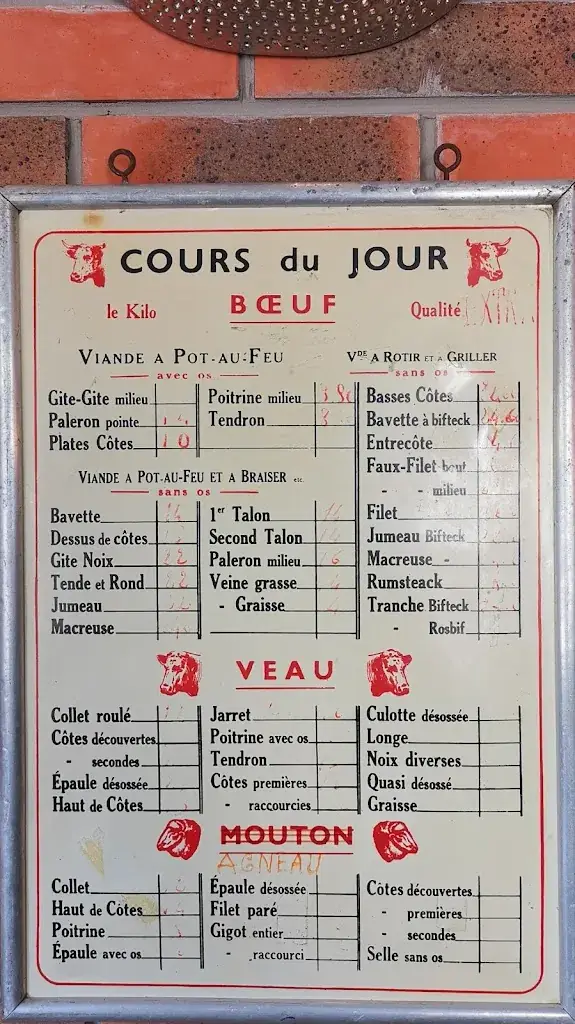 COURS du JOUR
le Kilo
BŒUF
Qualité
VIANDE A POT-AU-FEU
avec os
Gite-Gite milieu
Paleron pointe
Plates Côtes 10
Poitrine milieu
Tendron 8
VIANDE A POT-AU-FEU ET A BRAISER etc.
sans os
Bavette
Dessus de côtes
Gite Noix 22
Tende et Rond 22
Jumeau
Macreuse
1er Talon
Second Talon
Paleron milieu 16
Veine grasse
- Graisse
VDE A ROTIR ET A GRILLER
sans os
Basses Côtes
Bavette à bifteck
Entrecôte
Faux-Filet bout
- - milieu
Filet
Jumeau Bifteck
Macreuse -
Rumsteack
Tranche Bifteck
- Rosbif
VEAU
Collet roulé
Côtes découvertes
- secondes
Épaule désossée
Haut de Côtes
Jarret
Poitrine avec os
Tendron
Côtes premières
- raccourcies
Culotte désossée
Longe
Noix diverses
Quasi désossé
Graisse
MOUTON
AGNEAU
Collet
Haut de Côtes
Poitrine
Épaule avec os
Épaule désossée
Filet paré
Gigot entier
- raccourci
Côtes découvertes
- premières
- secondes
Selle sans os